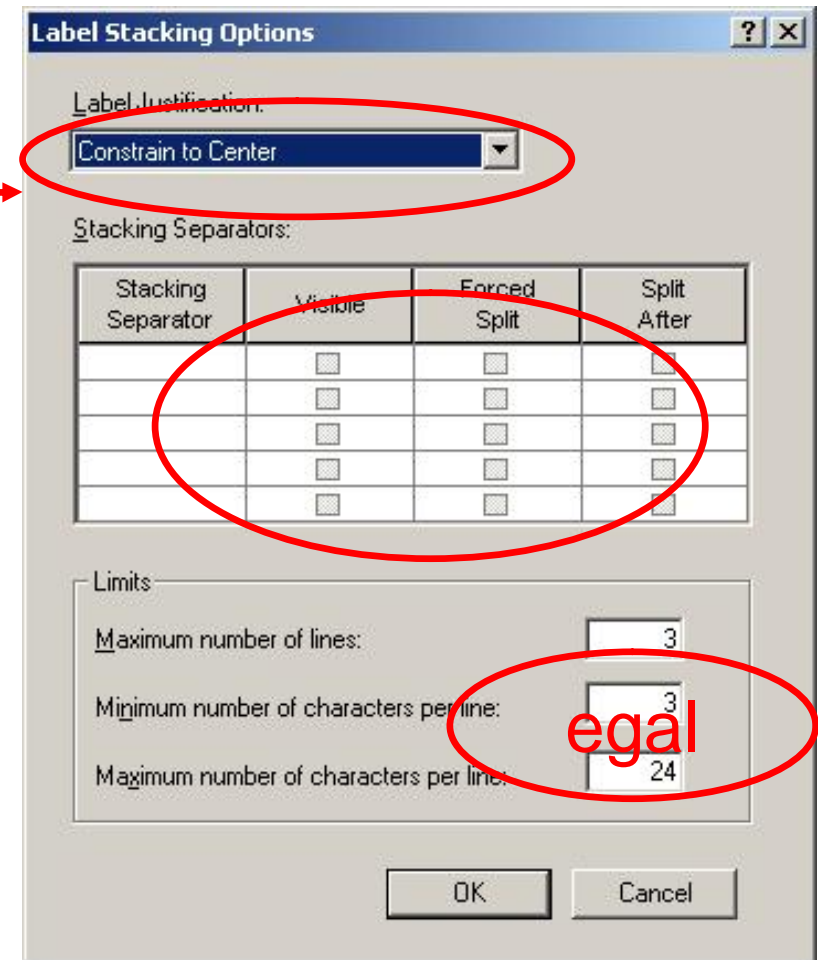 Label Stacking Options
Label Justification:
Constrain to Center
Stacking Separators:
Stacking Separator Visible Forced Split Split After
Limits
Maximum number of lines: 3
Minimum number of characters per line: 3
egal
Maximum number of characters per line: 24
OK Cancel